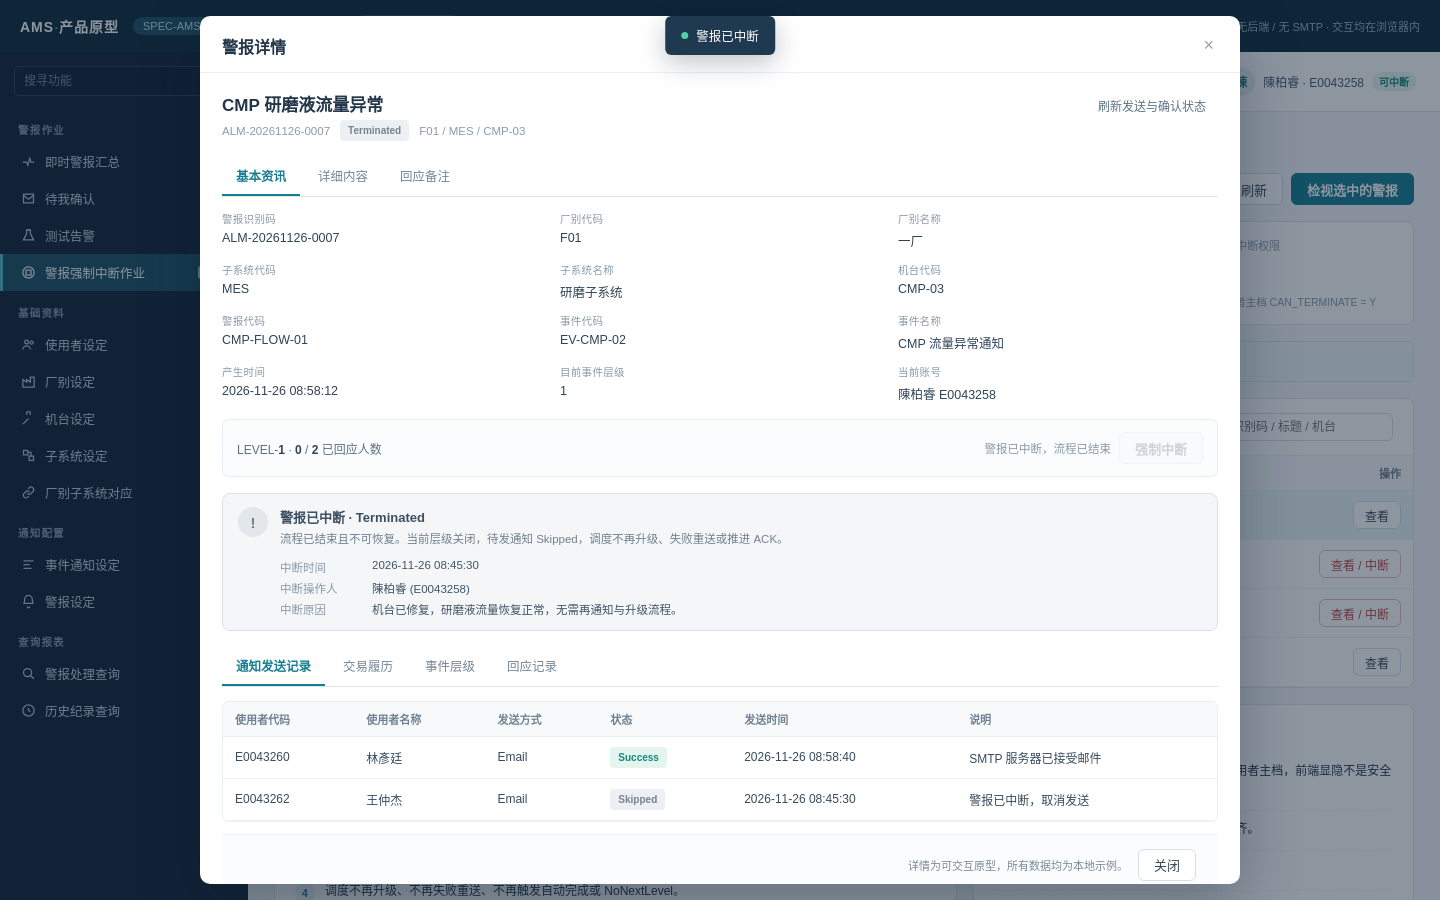 AMS·产品原型
SPEC-AMS
无后端 / 无 SMTP · 交互均在浏览器内
搜寻功能
警报作业
即时警报汇总
待我确认
测试告警
警报强制中断作业
基础资料
使用者设定
厂别设定
机台设定
子系统设定
厂别子系统对应
通知配置
事件通知设定
警报设定
查询报表
警报处理查询
历史纪录查询
陳柏睿 · E0043258
可中断
刷新
检视选中的警报
中断权限
者主档 CAN_TERMINATE = Y
识别码 / 标题 / 机台
操作
查看
查看 / 中断
查看 / 中断
查看
用者主档，前端显隐不是安全
齐。
4 调度不再升级、不再失败重送、不再触发自动完成或 NoNextLevel。
警报已中断
警报详情
×
CMP 研磨液流量异常
刷新发送与确认状态
ALM-20261126-0007 Terminated F01 / MES / CMP-03
基本资讯 详细内容 回应备注
警报识别码 厂别代码 厂别名称
ALM-20261126-0007 F01 一厂
子系统代码 子系统名称 机台代码
MES 研磨子系统 CMP-03
警报代码 事件代码 事件名称
CMP-FLOW-01 EV-CMP-02 CMP 流量异常通知
产生时间 目前事件层级 当前账号
2026-11-26 08:58:12 1 陳柏睿 E0043258
LEVEL-1 · 0 / 2 已回应人数 警报已中断，流程已结束 强制中断
! 警报已中断 · Terminated
流程已结束且不可恢复。当前层级关闭，待发通知 Skipped，调度不再升级、失败重送或推进 ACK。
中断时间 2026-11-26 08:45:30
中断操作人 陳柏睿 (E0043258)
中断原因 机台已修复，研磨液流量恢复正常，无需再通知与升级流程。
通知发送记录 交易履历 事件层级 回应记录
使用者代码 使用者名称 发送方式 状态 发送时间 说明
E0043260 林彥廷 Email Success 2026-11-26 08:58:40 SMTP 服务器已接受邮件
E0043262 王仲杰 Email Skipped 2026-11-26 08:45:30 警报已中断，取消发送
详情为可交互原型，所有数据均为本地示例。 关闭